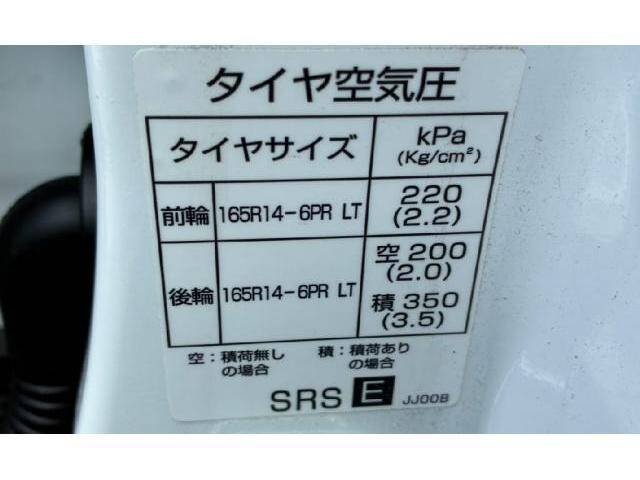 タイヤ空気圧
タイヤサイズ kPa (Kg/cm²)
前輪 165R14-6PR LT 220 (2.2)
後輪 165R14-6PR LT 空 200 (2.0)
積 350 (3.5)
空：積荷無しの場合 積：積荷ありの場合
SRS E JJ00B